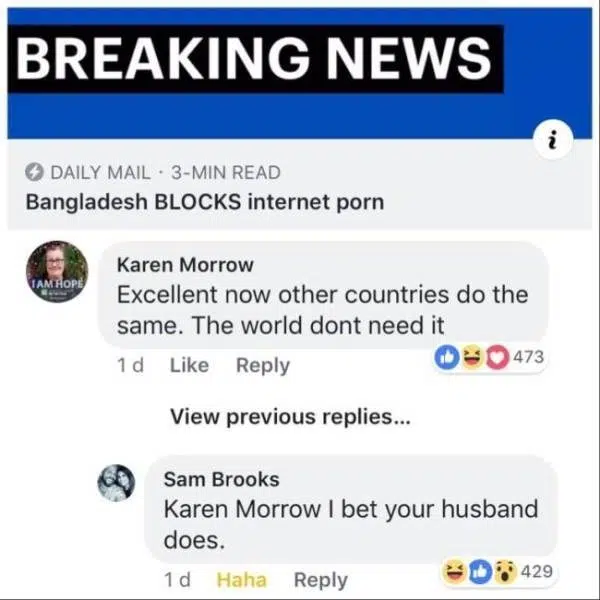 BREAKING NEWS
i
DAILY MAIL · 3-MIN READ
Bangladesh BLOCKS internet porn
I AM HOPE
Karen Morrow
Excellent now other countries do the
same. The world dont need it
1 d Like Reply 473
View previous replies...
Sam Brooks
Karen Morrow I bet your husband
does.
1 d Haha Reply 429